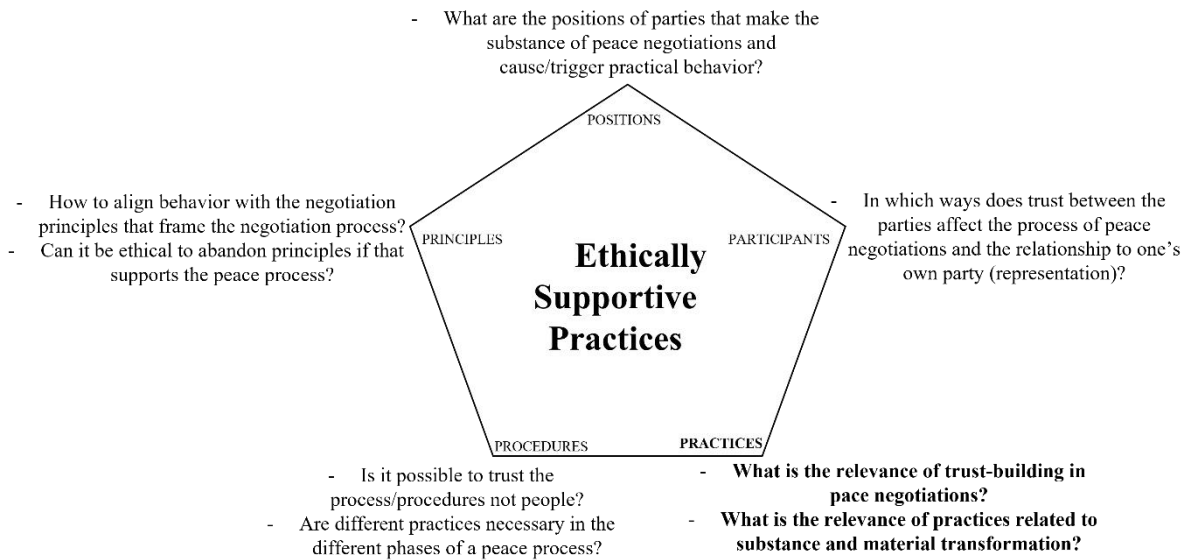 - What are the positions of parties that make the
substance of peace negotiations and
cause/trigger practical behavior?
POSITIONS
- How to align behavior with the negotiation
principles that frame the negotiation process?
- Can it be ethical to abandon principles if that
supports the peace process?
PRINCIPLES
PARTICIPANTS
- In which ways does trust between the
parties affect the process of peace
negotiations and the relationship to one's
own party (representation)?
Ethically
Supportive
Practices
PROCEDURES
- Is it possible to trust the
process/procedures not people?
- Are different practices necessary in the
different phases of a peace process?
PRACTICES
- What is the relevance of trust-building in
pace negotiations?
- What is the relevance of practices related to
substance and material transformation?